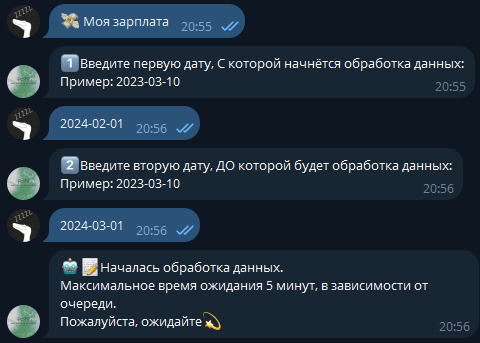 💸 Моя зарплата
20:55
1️⃣Введите первую дату, С которой начнётся обработка данных:
Пример: 2023-03-10
20:55
2024-02-01
20:56
2️⃣Введите вторую дату, ДО которой будет обработка данных:
Пример: 2023-03-10
20:56
2024-03-01
20:56
🤖📝Началась обработка данных.
Максимальное время ожидания 5 минут, в зависимости от
очереди.
Пожалуйста, ожидайте💫
20:56